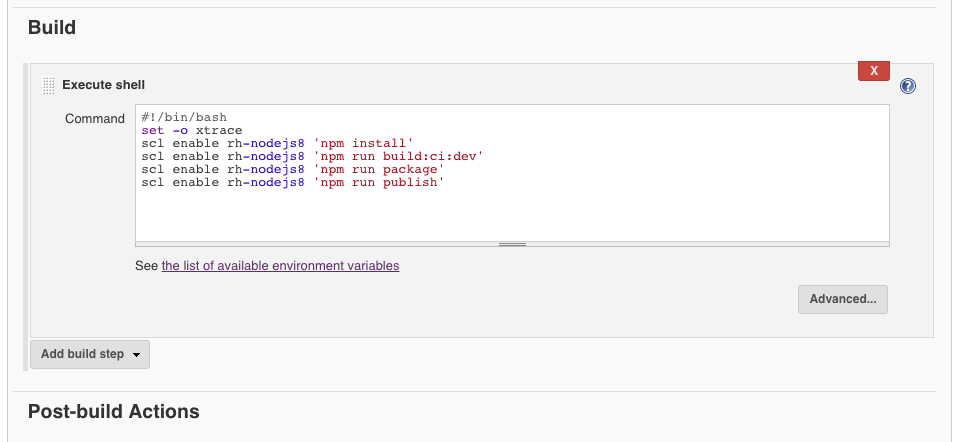 Build
X
Execute shell
?
Command
#!/bin/bash
set -o xtrace
scl enable rh-nodejs8 'npm install'
scl enable rh-nodejs8 'npm run build:ci:dev'
scl enable rh-nodejs8 'npm run package'
scl enable rh-nodejs8 'npm run publish'
See the list of available environment variables
Advanced...
Add build step
Post-build Actions